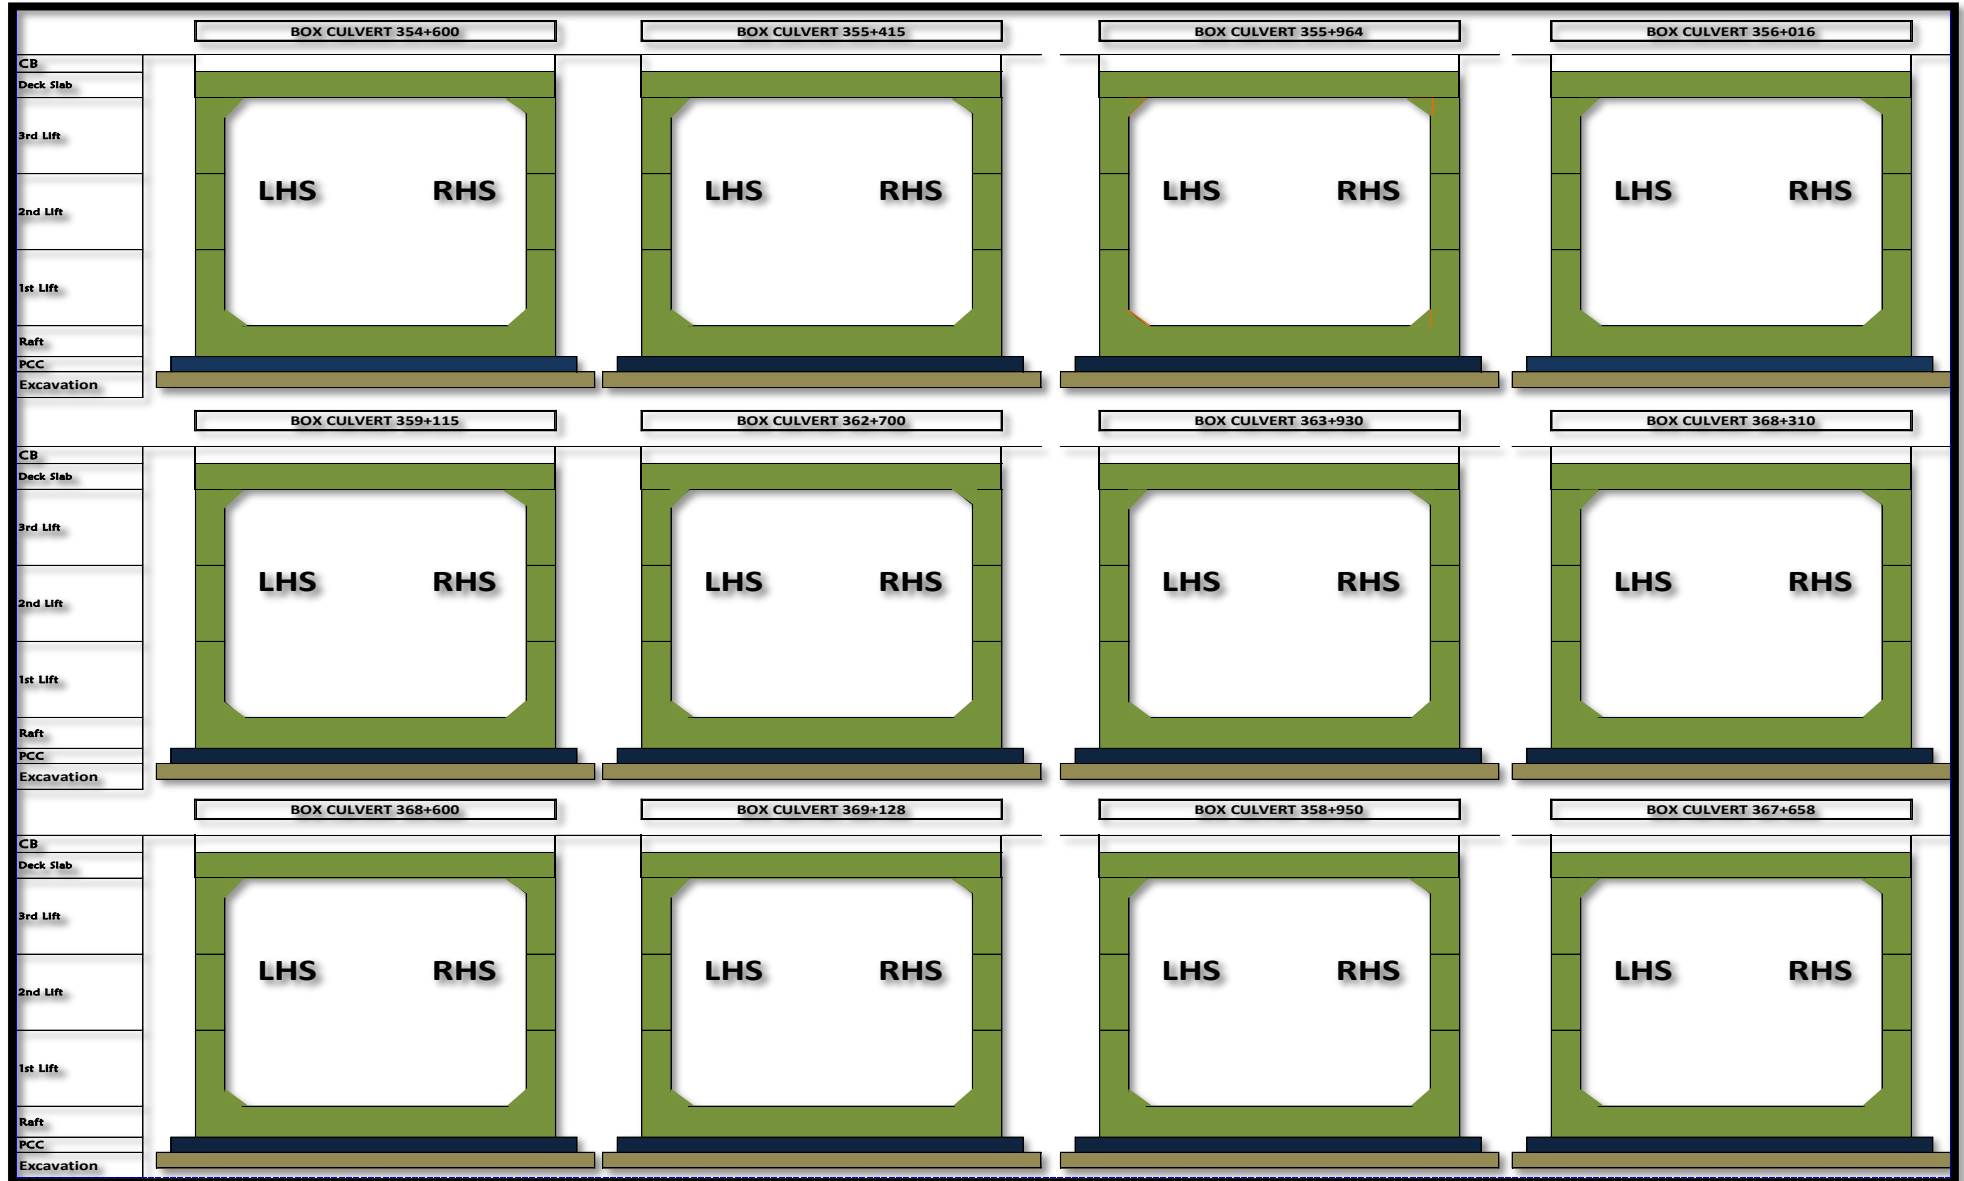 BOX CULVERT 354+600 BOX CULVERT 355+415 BOX CULVERT 355+964 BOX CULVERT 356+016
CB
Deck Slab
3rd Lift
LHS RHS LHS RHS LHS RHS LHS RHS
2nd Lift
1st Lift
Raft
PCC
Excavation
BOX CULVERT 359+115 BOX CULVERT 362+700 BOX CULVERT 363+930 BOX CULVERT 368+310
CB
Deck Slab
3rd Lift
LHS RHS LHS RHS LHS RHS LHS RHS
2nd Lift
1st Lift
Raft
PCC
Excavation
BOX CULVERT 368+600 BOX CULVERT 369+128 BOX CULVERT 358+950 BOX CULVERT 367+658
CB
Deck Slab
3rd Lift
LHS RHS LHS RHS LHS RHS LHS RHS
2nd Lift
1st Lift
Raft
PCC
Excavation